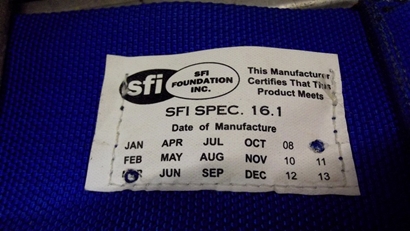 sfi
SFI
FOUNDATION
INC.
This Manufacturer
Certifies That This
Product Meets
SFI SPEC. 16.1
Date of Manufacture
JAN APR JUL OCT 08
FEB MAY AUG NOV 10 11
JUN SEP DEC 12 13